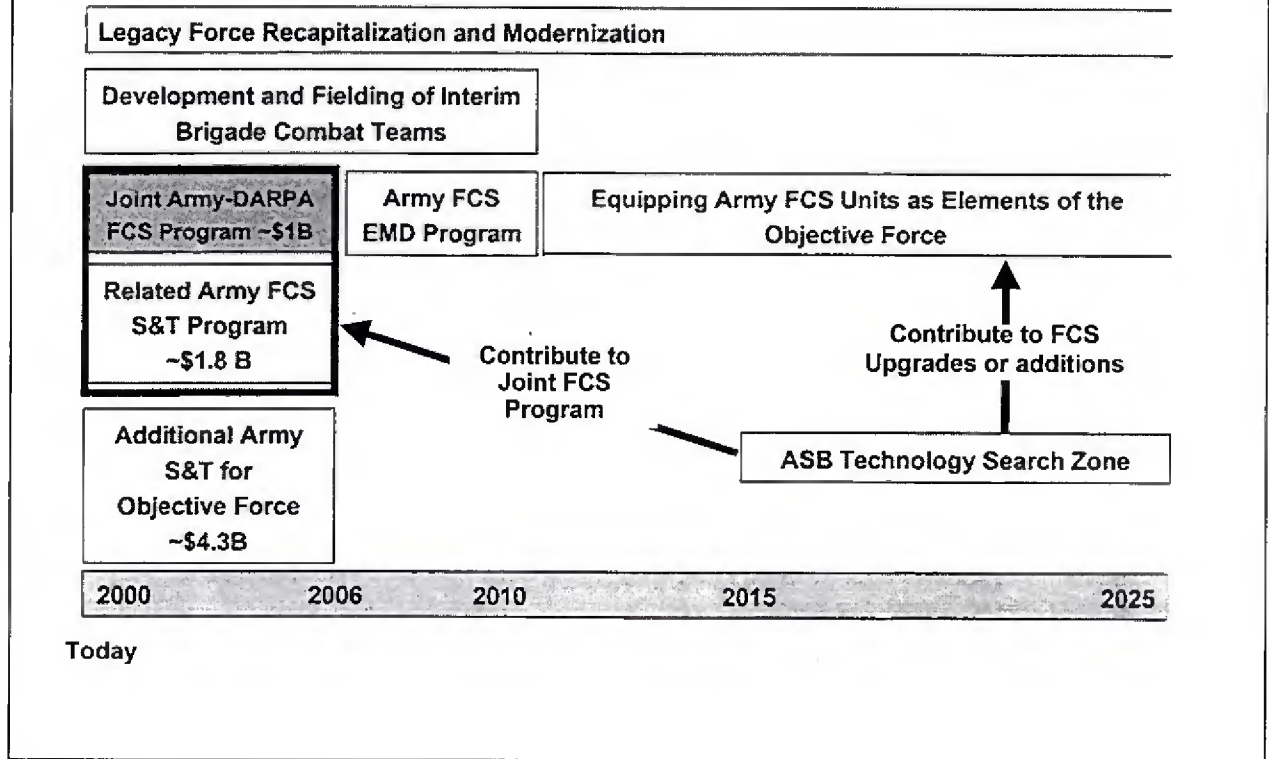 Legacy Force Recapitalization and Modernization
Development and Fielding of Interim
Brigade Combat Teams
Joint Army-DARPA
FCS Program ~$1B
Army FCS
EMD Program
Equipping Army FCS Units as Elements of the
Objective Force
Related Army FCS
S&T Program
~$1.8 B
Contribute to
Joint FCS
Program
Contribute to FCS
Upgrades or additions
ASB Technology Search Zone
Additional Army
S&T for
Objective Force
~$4.3B
2000 2006 2010 2015 2025
Today